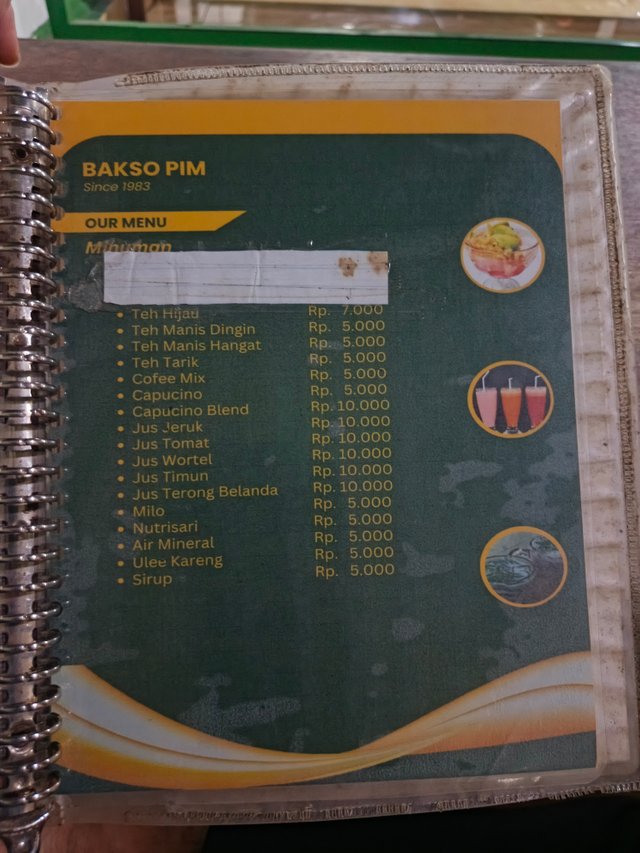 BAKSO PIM
Since 1983
OUR MENU
Minuman
• Teh Hijau Rp. 7.000
• Teh Manis Dingin Rp. 5.000
• Teh Manis Hangat Rp. 5.000
• Teh Tarik Rp. 5.000
• Cofee Mix Rp. 5.000
• Capucino Rp. 5.000
• Capucino Blend Rp. 10.000
• Jus Jeruk Rp. 10.000
• Jus Tomat Rp. 10.000
• Jus Wortel Rp. 10.000
• Jus Timun Rp. 10.000
• Jus Terong Belanda Rp. 10.000
• Milo Rp. 5.000
• Nutrisari Rp. 5.000
• Air Mineral Rp. 5.000
• Ulee Kareng Rp. 5.000
• Sirup Rp. 5.000